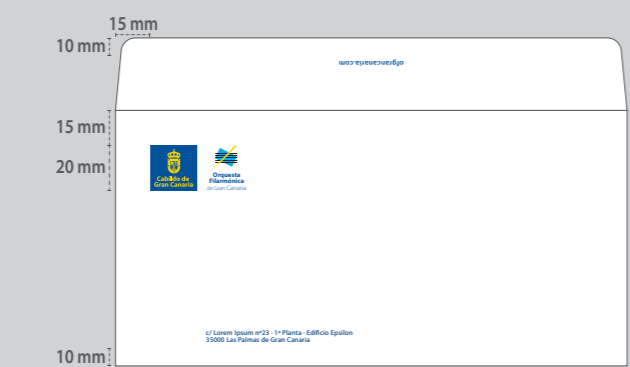 15 mm
10 mm
ofgrancanaria.com
15 mm
20 mm
Cabildo de
Gran Canaria
Orquesta
Filarmónica
de Gran Canaria
c/ Lorem Ipsum nº23 - 1ª Planta - Edificio Epsilon
35000 Las Palmas de Gran Canaria
10 mm